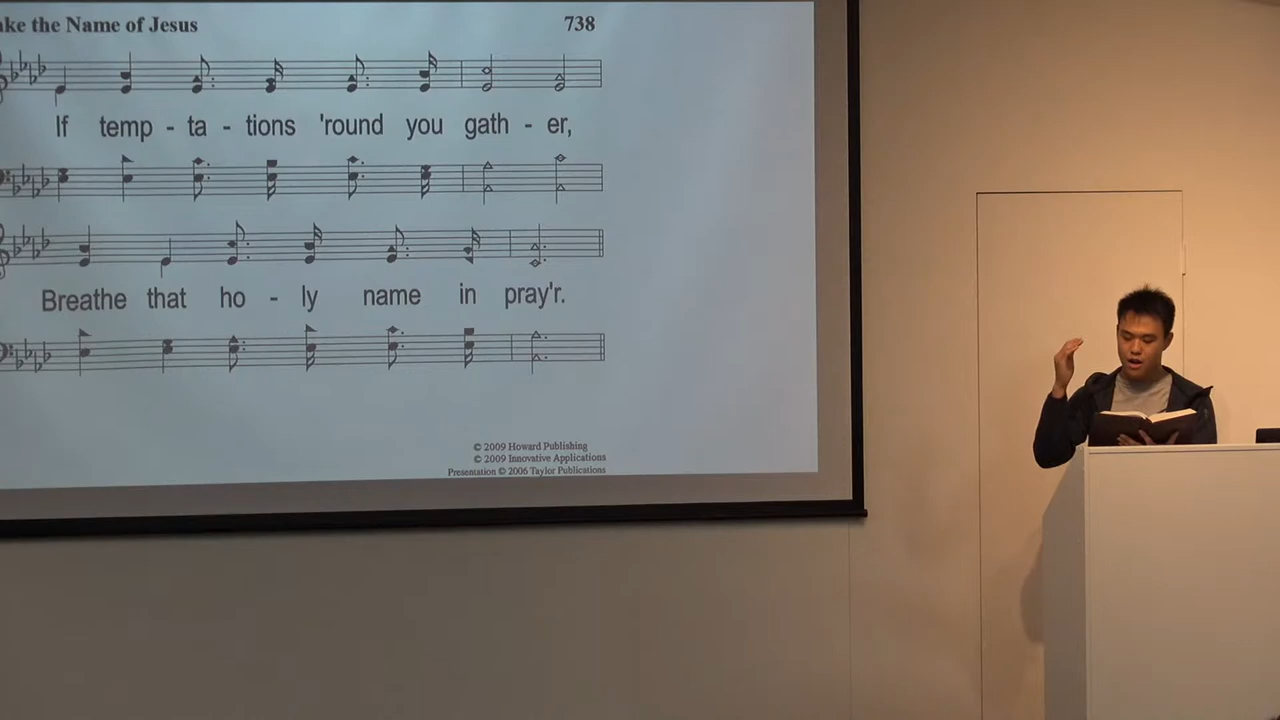 ake the Name of Jesus 738
If temp - ta - tions 'round you gath - er,
Breathe that ho - ly name in pray'r.
© 2009 Howard Publishing
© 2009 Innovative Applications
Presentation © 2006 Taylor Publications